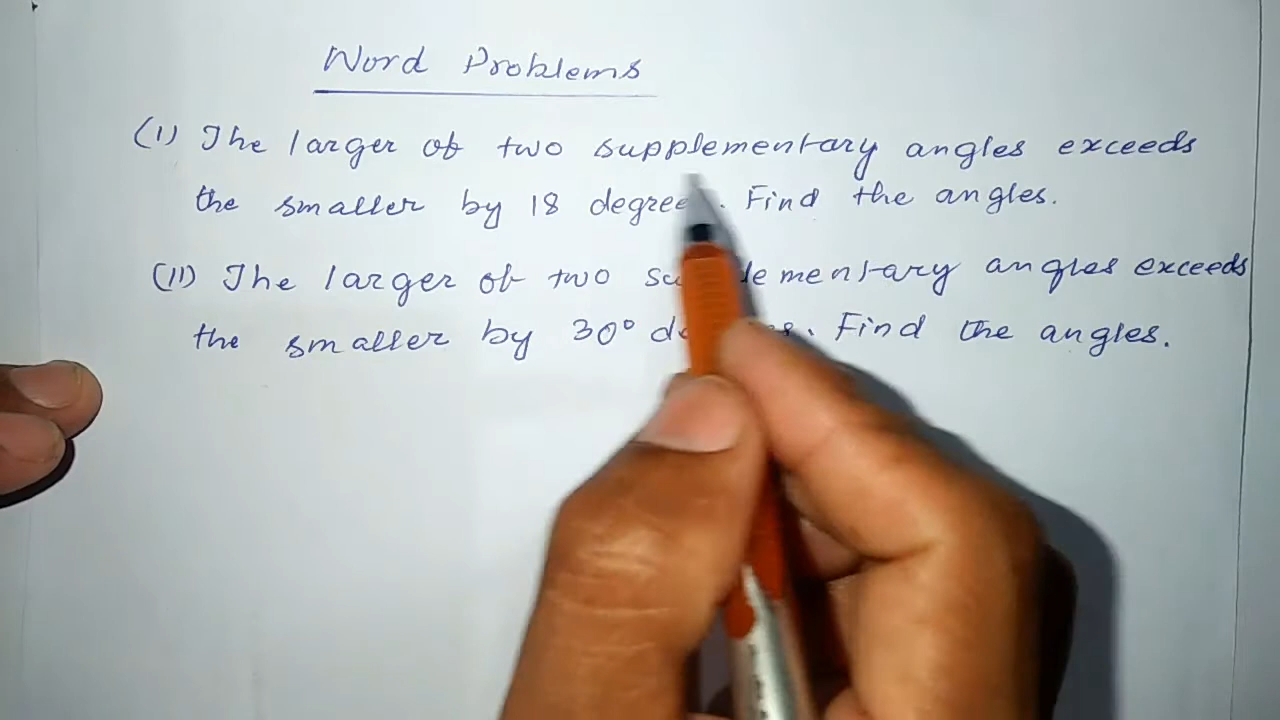 Word Problems
(I) The larger of two supplementary angles exceeds
the smaller by 18 degree. Find the angles.
(II) The larger of two angles exceeds
the smaller by 30° Find the angles.